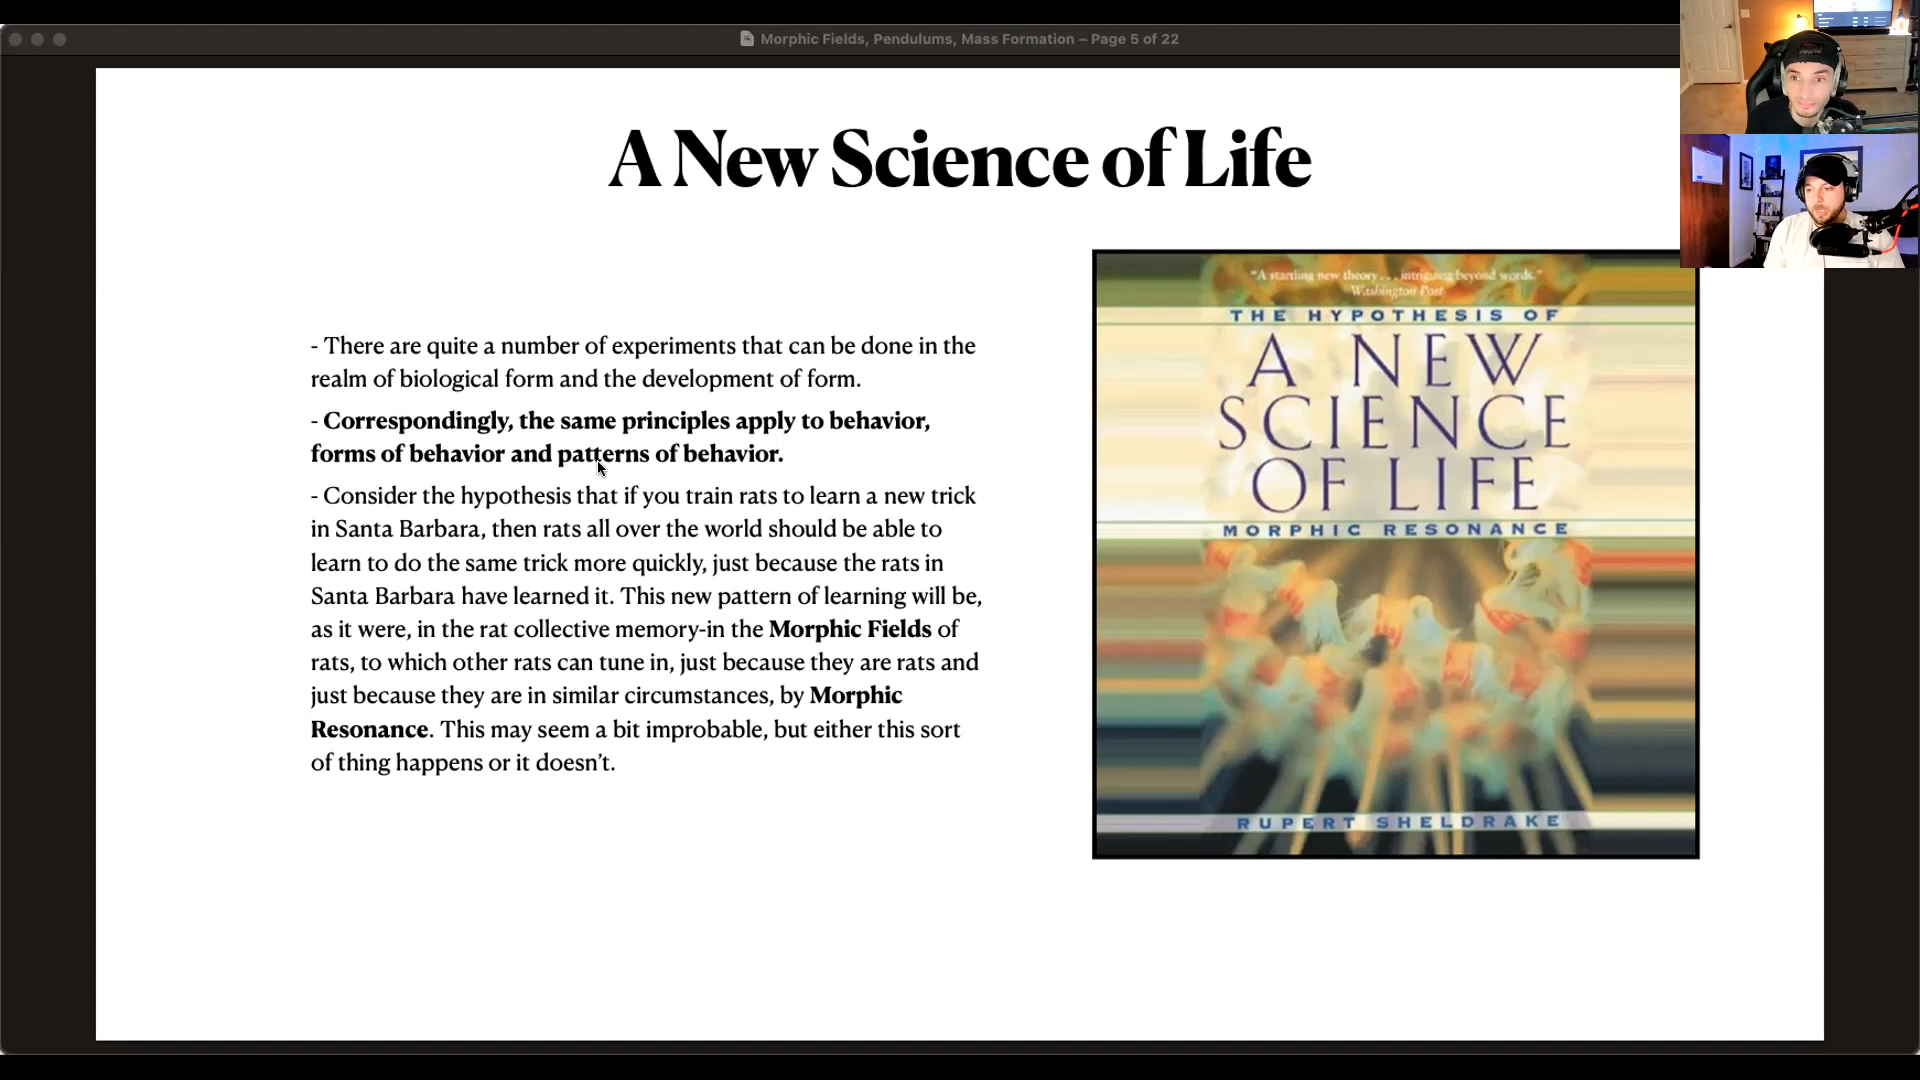 Morphic Fields, Pendulums, Mass Formation – Page 5 of 22
A New Science of Life
- There are quite a number of experiments that can be done in the
realm of biological form and the development of form.
- Correspondingly, the same principles apply to behavior,
forms of behavior and patterns of behavior.
- Consider the hypothesis that if you train rats to learn a new trick
in Santa Barbara, then rats all over the world should be able to
learn to do the same trick more quickly, just because the rats in
Santa Barbara have learned it. This new pattern of learning will be,
as it were, in the rat collective memory-in the Morphic Fields of
rats, to which other rats can tune in, just because they are rats and
just because they are in similar circumstances, by Morphic
Resonance. This may seem a bit improbable, but either this sort
of thing happens or it doesn’t.
"A startling new theory . . . intriguing beyond words."
Washington Post
THE HYPOTHESIS OF
A NEW
SCIENCE
OF LIFE
MORPHIC RESONANCE
RUPERT SHELDRAKE